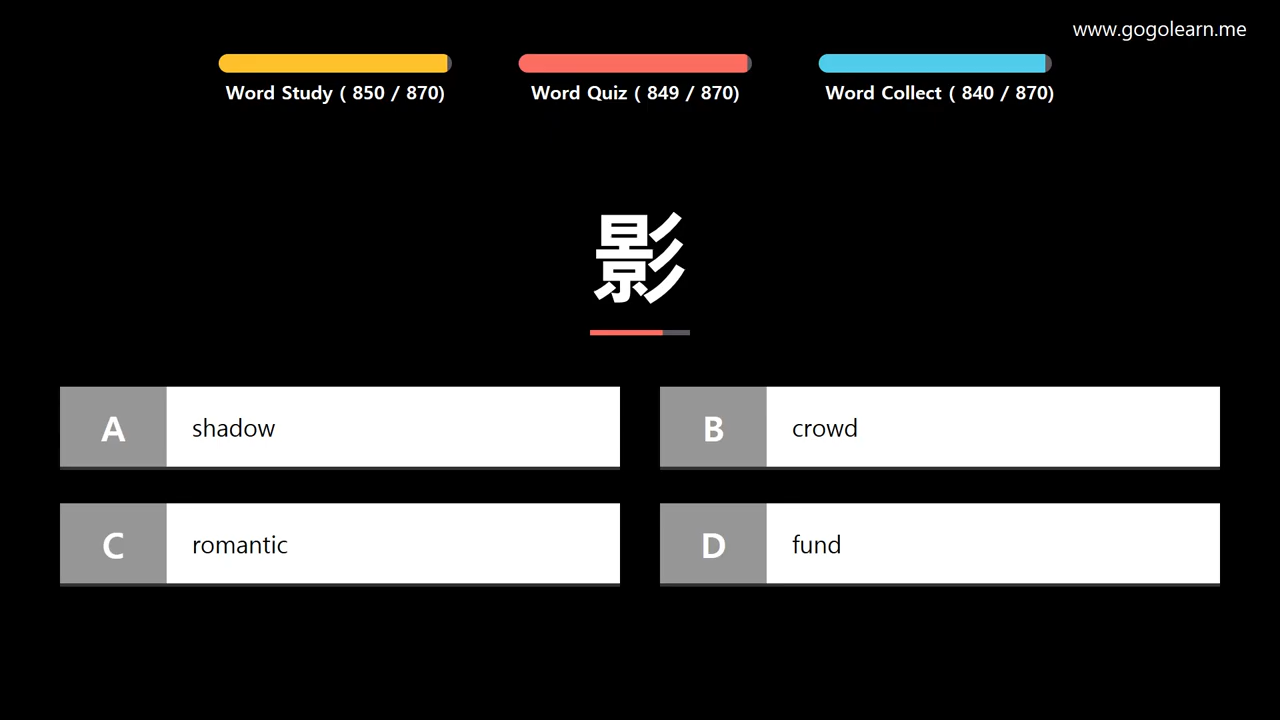 www.gogolearn.me
Word Study ( 850 / 870)
Word Quiz ( 849 / 870)
Word Collect ( 840 / 870)
影
A shadow
B crowd
C romantic
D fund